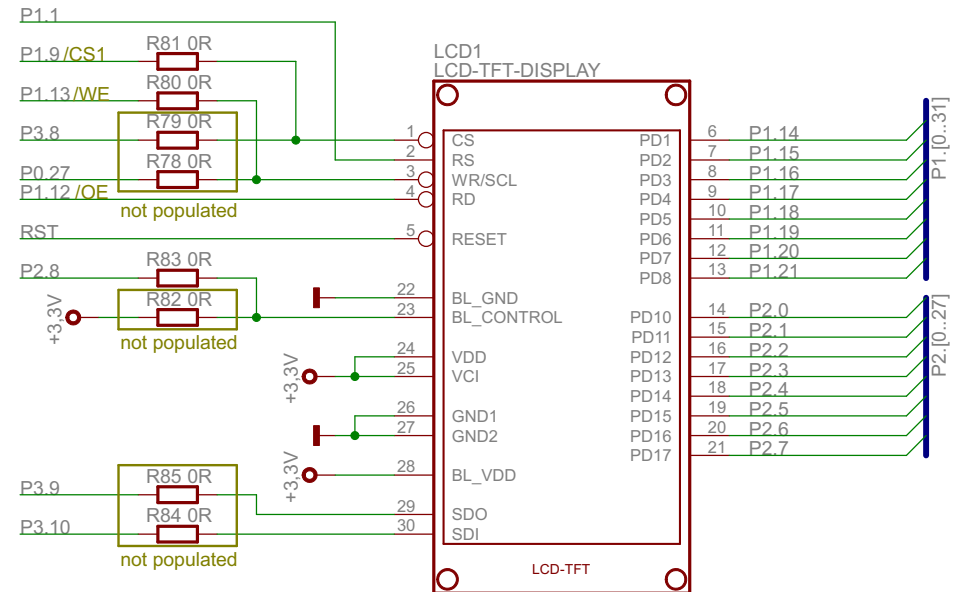 P1.1
R81 0R
P1.9/CS1
R80 0R
P1.13/WE
R79 0R
P3.8
R78 0R
P0.27
P1.12/OE
not populated
RST
R83 0R
P2.8
R82 0R
+3,3V
not populated
+3,3V
+3,3V
R85 0R
P3.9
R84 0R
P3.10
not populated
LCD1
LCD-TFT-DISPLAY
1 CS
2 RS
3 WR/SCL
4 RD
5 RESET
22 BL_GND
23 BL_CONTROL
24 VDD
25 VCI
26 GND1
27 GND2
28 BL_VDD
29 SDO
30 SDI
PD1 6 P1.14
PD2 7 P1.15
PD3 8 P1.16
PD4 9 P1.17
PD5 10 P1.18
PD6 11 P1.19
PD7 12 P1.20
PD8 13 P1.21
PD10 14 P2.0
PD11 15 P2.1
PD12 16 P2.2
PD13 17 P2.3
PD14 18 P2.4
PD15 19 P2.5
PD16 20 P2.6
PD17 21 P2.7
P1.[0..31]
P2.[0..27]
LCD-TFT